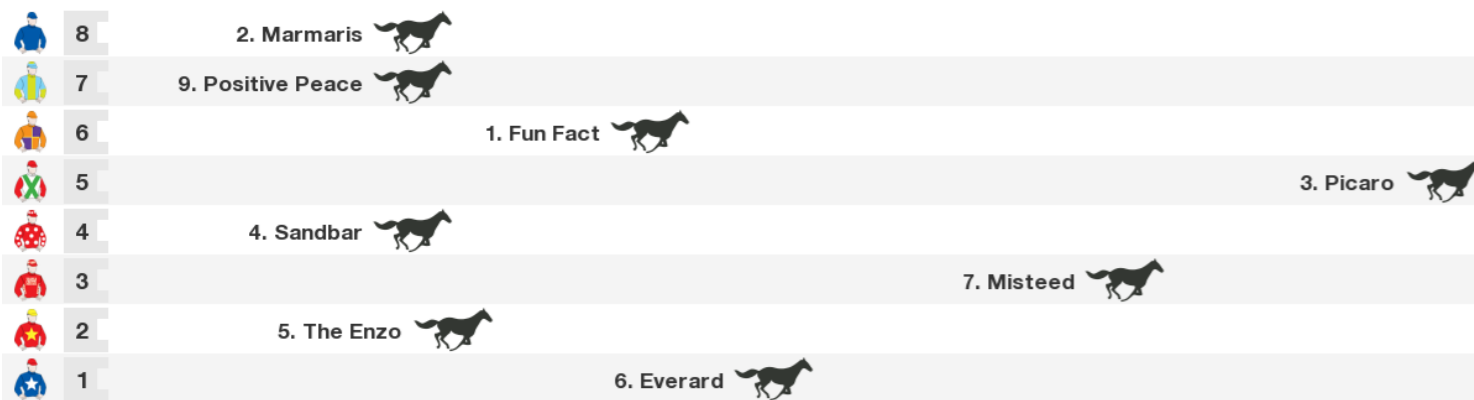 8 2. Marmaris
7 9. Positive Peace
6 1. Fun Fact
5 3. Picaro
4 4. Sandbar
3 7. Misteed
2 5. The Enzo
1 6. Everard